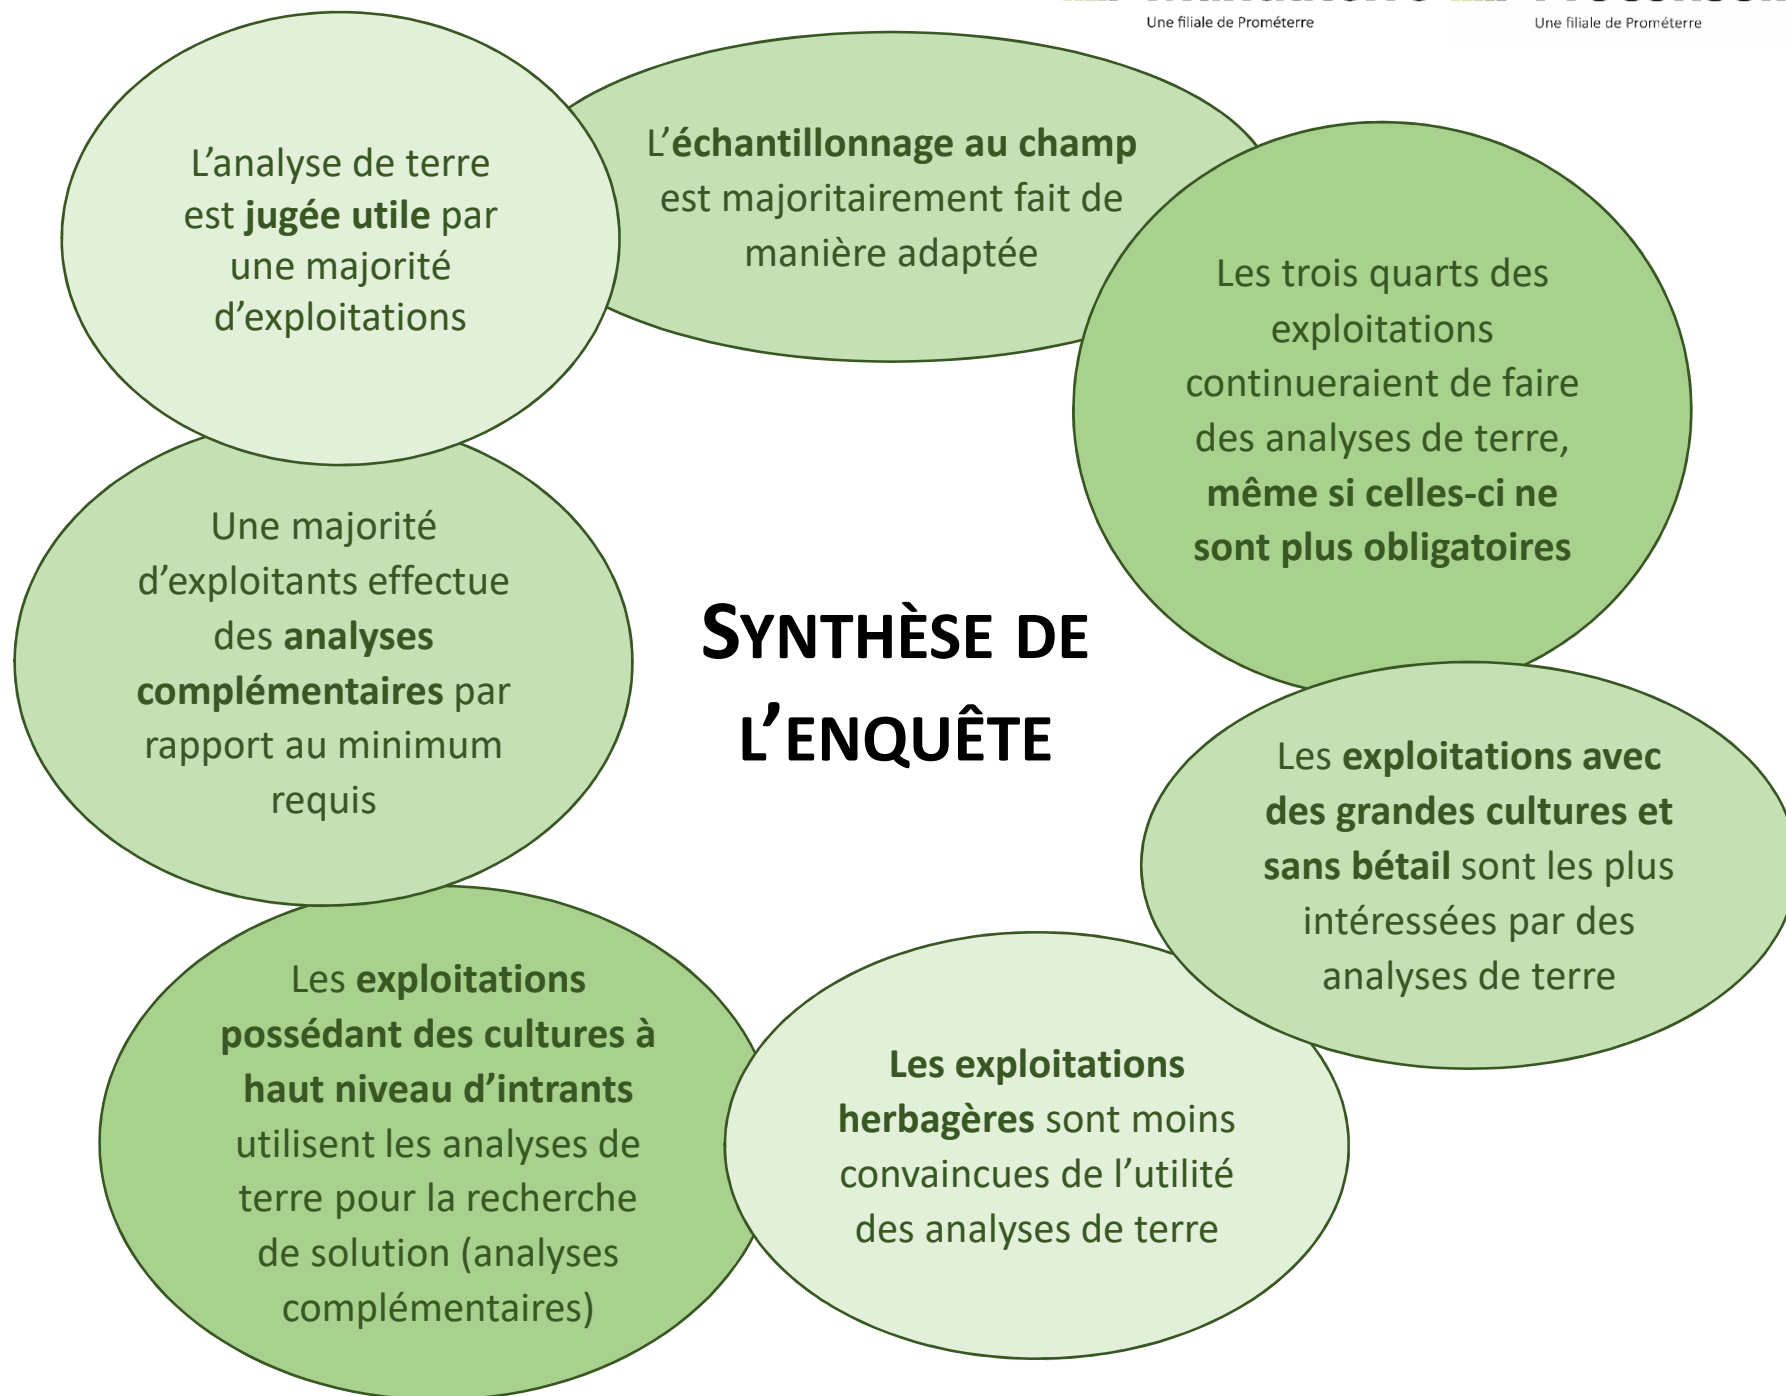 Une filiale de Prométerre
Une filiale de Prométerre
L'analyse de terre
est jugée utile par
une majorité
d'exploitations
L'échantillonnage au champ
est majoritairement fait de
manière adaptée
Les trois quarts des
exploitations
continueraient de faire
des analyses de terre,
même si celles-ci ne
sont plus obligatoires
Une majorité
d'exploitants effectue
des analyses
complémentaires par
rapport au minimum
requis
SYNTHÈSE DE
L'ENQUÊTE
Les exploitations avec
des grandes cultures et
sans bétail sont les plus
intéressées par des
analyses de terre
Les exploitations
possédant des cultures à
haut niveau d'intrants
utilisent les analyses de
terre pour la recherche
de solution (analyses
complémentaires)
Les exploitations
herbagères sont moins
convaincues de l'utilité
des analyses de terre